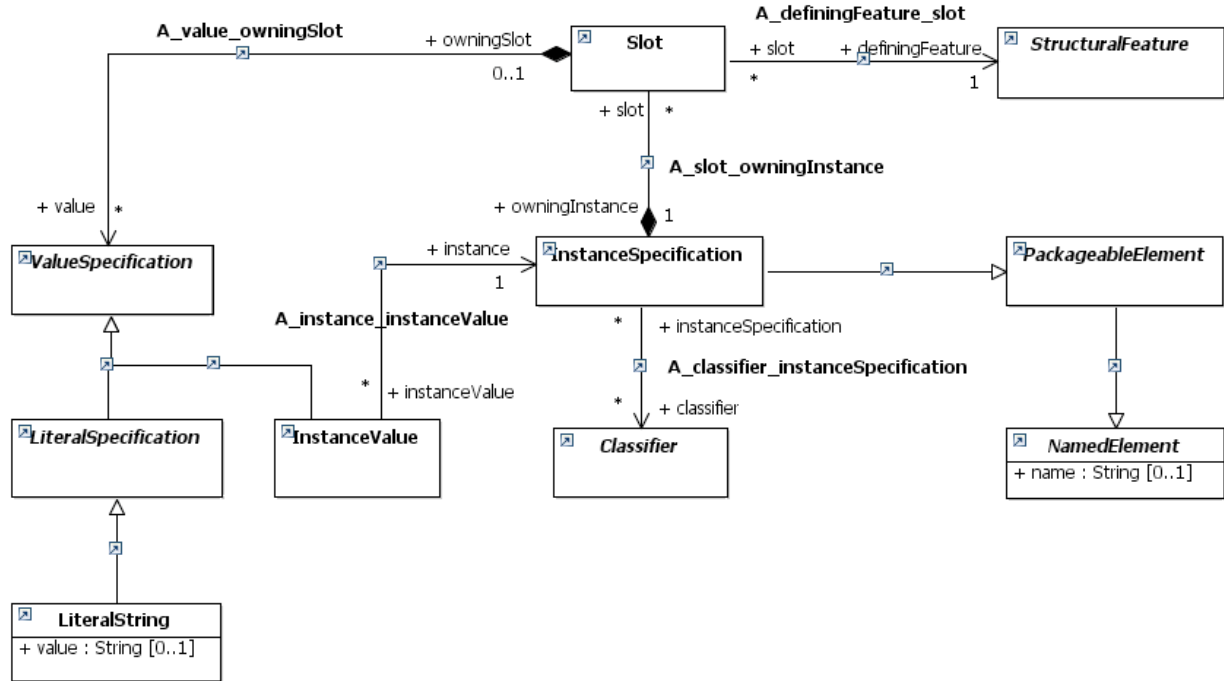 A_definingFeature_slot
A_value_owningSlot
+ owningSlot
0..1
Slot
+ slot
*
+ definingFeature
1
StructuralFeature
+ slot
*
A_slot_owningInstance
+ owningInstance
1
+ value
*
ValueSpecification
+ instance
1
InstanceSpecification
PackageableElement
A_instance_instanceValue
*
+ instanceSpecification
A_classifier_instanceSpecification
*
+ instanceValue
*
+ classifier
LiteralSpecification
InstanceValue
Classifier
NamedElement
+ name : String [0..1]
LiteralString
+ value : String [0..1]